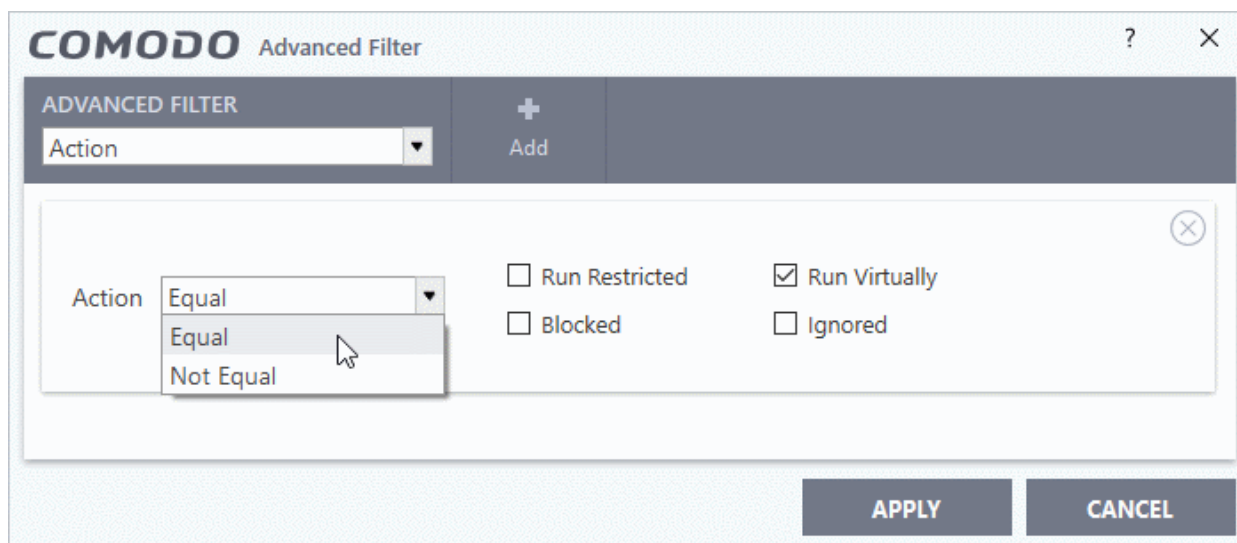 COMODO Advanced Filter ?
ADVANCED FILTER
Action
Add
Action Equal
Equal
Not Equal
Run Restricted
Run Virtually
Blocked
Ignored
APPLY
CANCEL